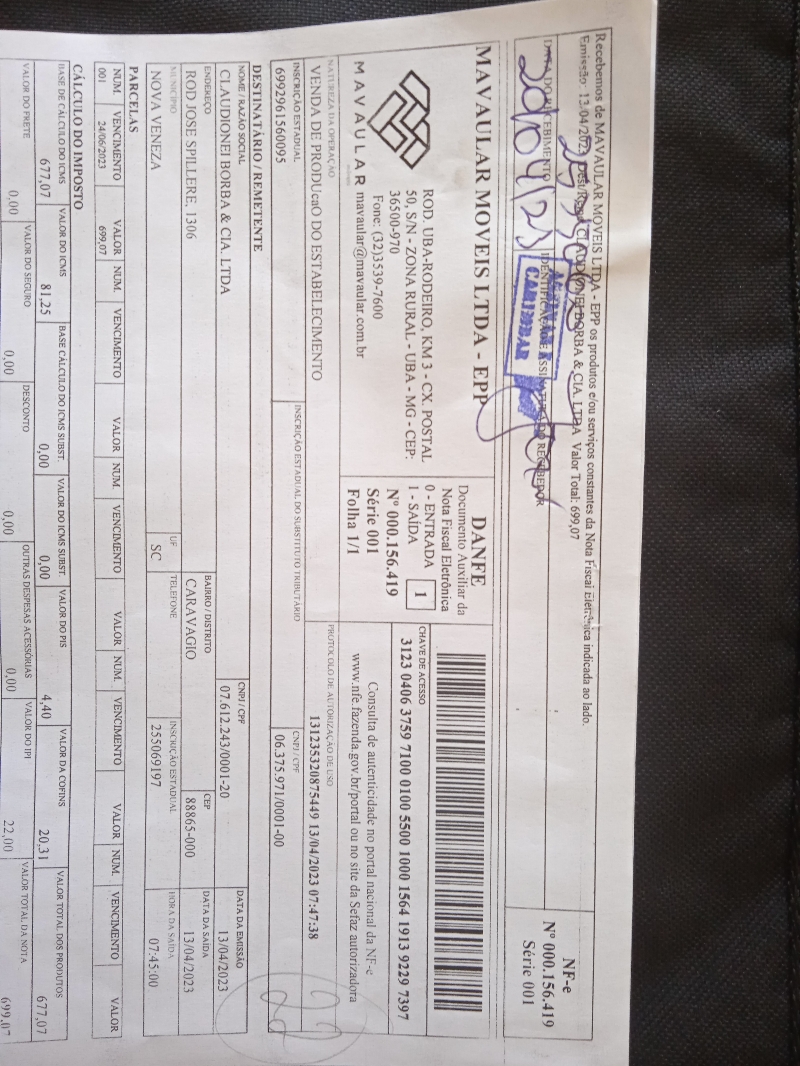 Recebemos de MAVAULAR MOVEIS LTDA - EPP os produtos e/ou serviços constantes da Nota Fiscal Eletrônica indicada ao lado.
Emissão: 13/04/2023 CLAUDIONEI BORBA & CIA. LTDA Valor Total: 699,07
DATA DO RECEBIMENTO
IDENTIFICAÇÃO E ASSINATURA DO RECEBEDOR
20/04/23
NF-e
Nº 000.156.419
Série 001
MAVAULAR MOVEIS LTDA - EPP
MAVAULAR
ROD. UBA-RODEIRO, KM 3 - CX. POSTAL
50, S/N - ZONA RURAL - UBA - MG - CEP:
36500-970
Fone: (32)3539-7600
mavaular@mavaular.com.br
DANFE
Documento Auxiliar da
Nota Fiscal Eletrônica
0 - ENTRADA
1 - SAÍDA
1
Nº 000.156.419
Série 001
Folha 1/1
CHAVE DE ACESSO
3123 0406 3759 7100 0100 5500 1000 1564 1913 9229 7397
Consulta de autenticidade no portal nacional da NF-e
www.nfe.fazenda.gov.br/portal ou no site da Sefaz autorizadora
NATUREZA DA OPERAÇÃO
VENDA DE PRODUcaO DO ESTABELECIMENTO
PROTOCOLO DE AUTORIZAÇÃO DE USO
131235320875449 13/04/2023 07:47:38
INSCRIÇÃO ESTADUAL
6992961560095
INSCRIÇÃO ESTADUAL DO SUBSTITUTO TRIBUTÁRIO
CNPJ / CPF
06.375.971/0001-00
DESTINATÁRIO / REMETENTE
NOME / RAZÃO SOCIAL
CLAUDIONEI BORBA & CIA. LTDA
CNPJ / CPF
07.612.243/0001-20
DATA DA EMISSÃO
13/04/2023
ENDEREÇO
ROD JOSE SPILLERE, 1306
BAIRRO / DISTRITO
CARAVAGIO
CEP
88865-000
DATA DA SAÍDA
13/04/2023
MUNICÍPIO
NOVA VENEZA
UF
SC
TELEFONE
INSCRIÇÃO ESTADUAL
255069197
HORA DA SAÍDA
07:45:00
PARCELAS
NUM. VENCIMENTO VALOR NUM. VENCIMENTO VALOR NUM. VENCIMENTO VALOR NUM. VENCIMENTO VALOR NUM. VENCIMENTO VALOR
001 24/06/2023 699,07
CÁLCULO DO IMPOSTO
BASE DE CÁLCULO DO ICMS
677,07
VALOR DO ICMS
81,25
BASE CÁLCULO DO ICMS SUBST.
0,00
VALOR DO ICMS SUBST.
0,00
VALOR DO PIS
4,40
VALOR DA COFINS
20,31
VALOR TOTAL DOS PRODUTOS
677,07
VALOR DO FRETE
0,00
VALOR DO SEGURO
0,00
DESCONTO
0,00
OUTRAS DESPESAS ACESSÓRIAS
0,00
VALOR DO IPI
22,00
VALOR TOTAL DA NOTA
699,07